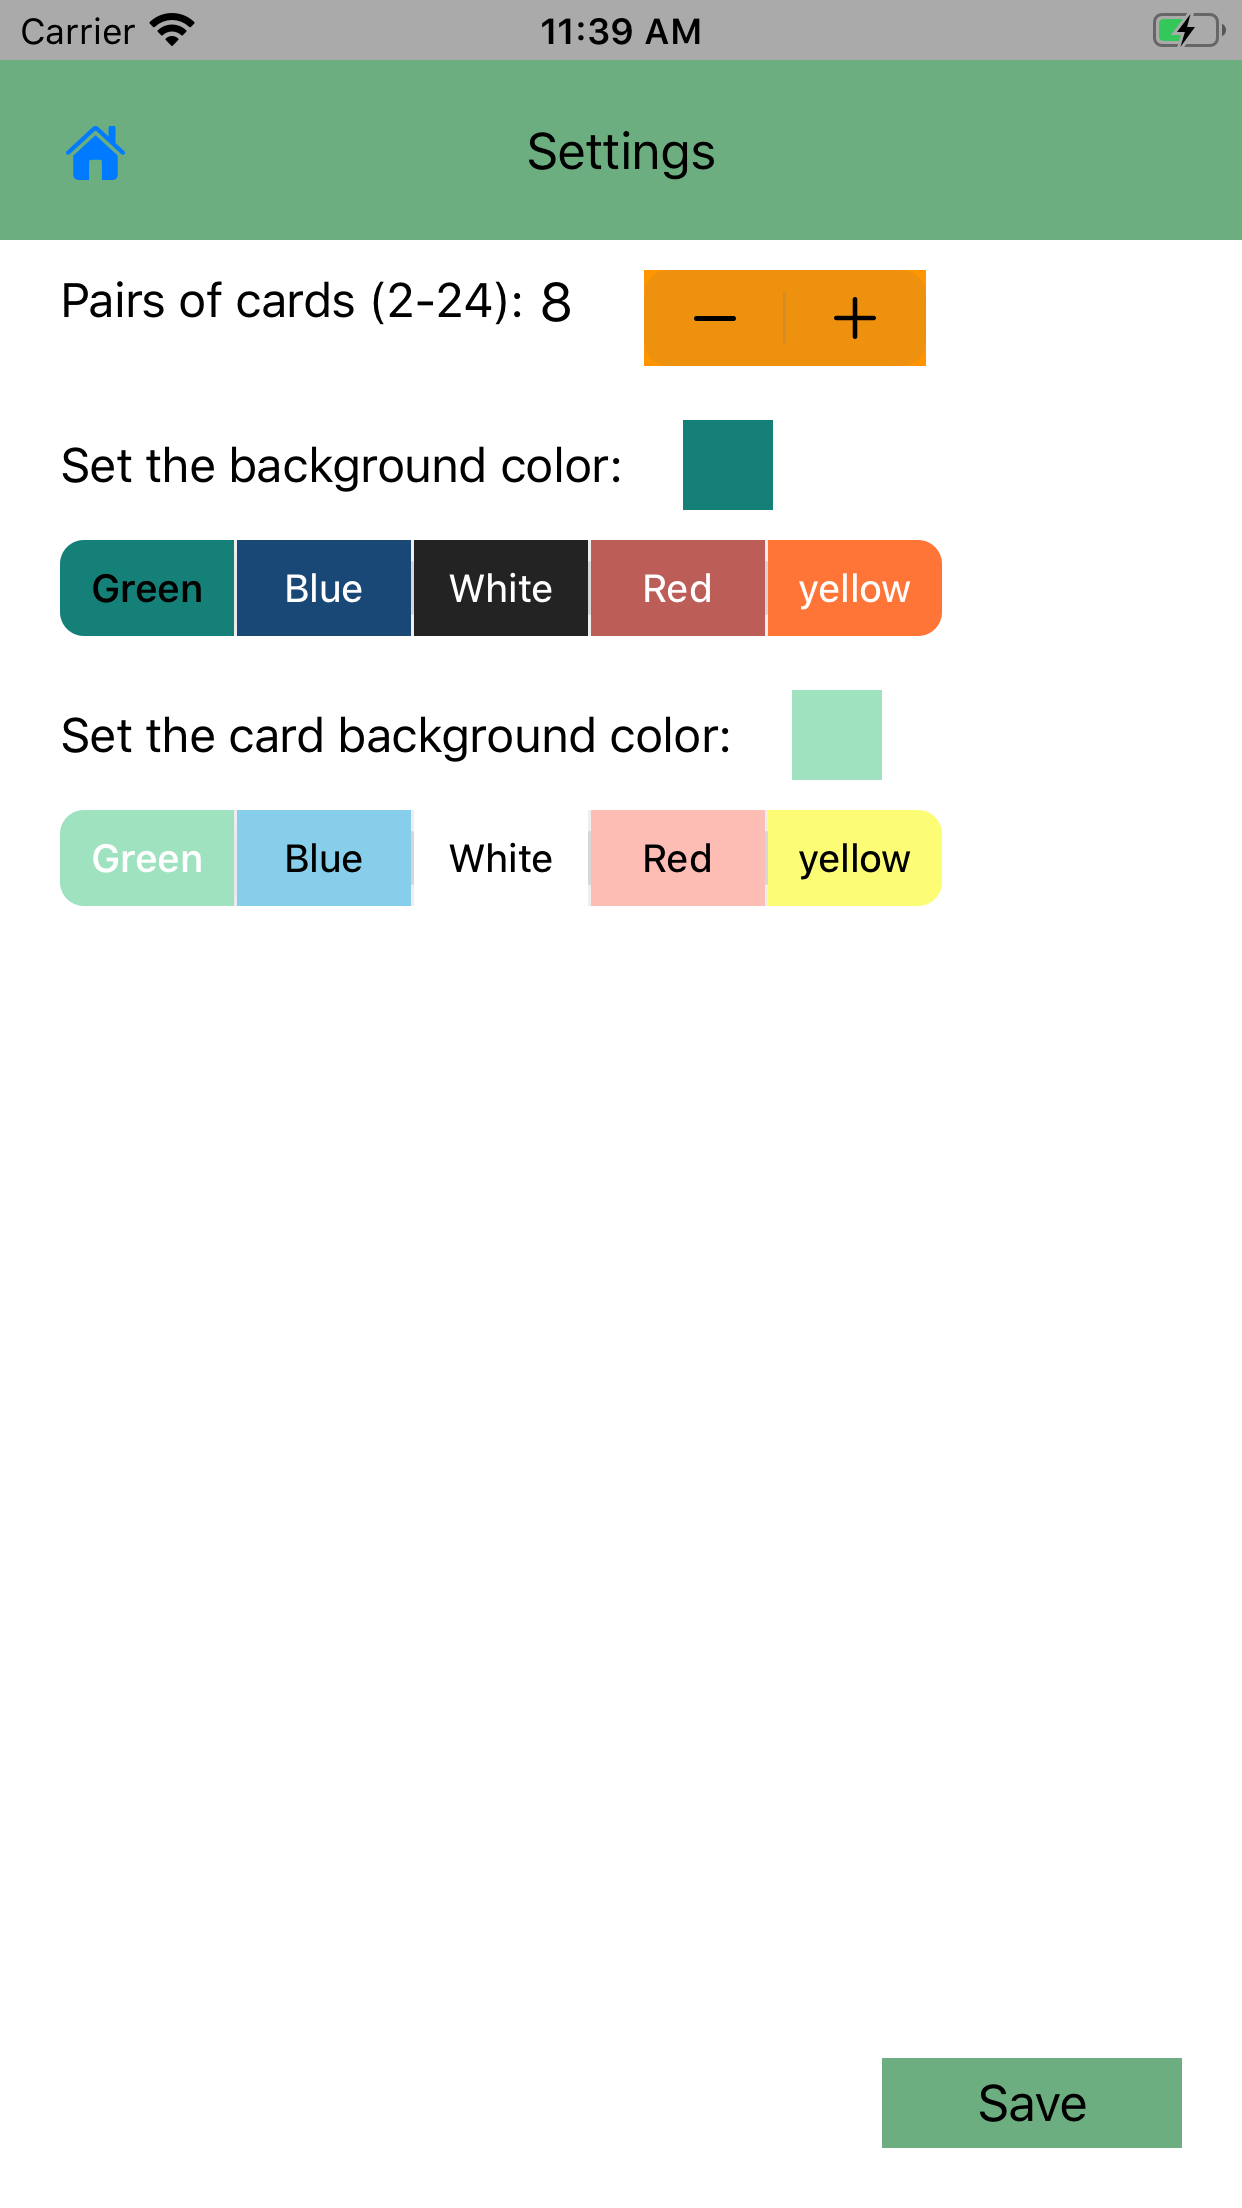 Carrier 11:39 AM
Settings
Pairs of cards (2-24): 8
Set the background color:
Green Blue White Red yellow
Set the card background color:
Green Blue White Red yellow
Save